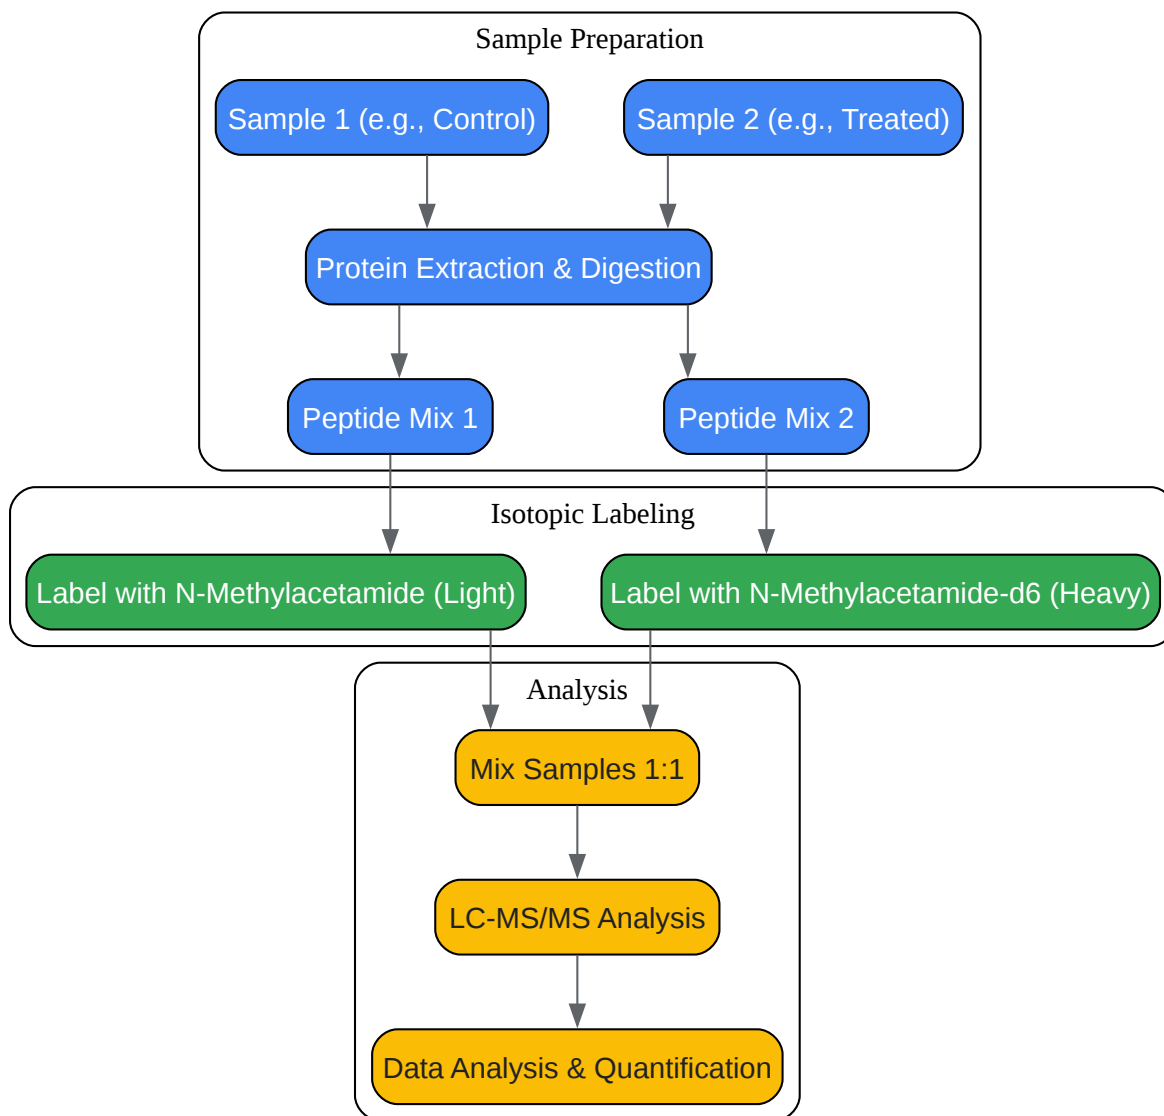 Sample Preparation
Sample 1 (e.g., Control)
Sample 2 (e.g., Treated)
Protein Extraction & Digestion
Peptide Mix 1
Peptide Mix 2
Isotopic Labeling
Label with N-Methylacetamide (Light)
Label with N-Methylacetamide-d6 (Heavy)
Analysis
Mix Samples 1:1
LC-MS/MS Analysis
Data Analysis & Quantification